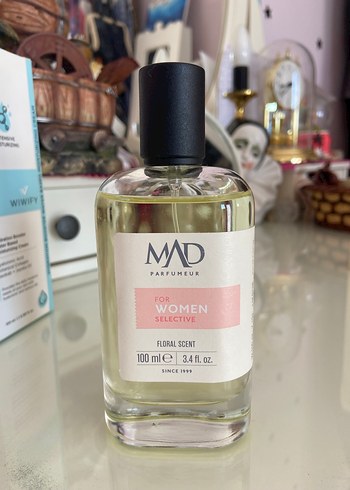 MAD
PARFUMEUR
FOR
WOMEN
SELECTIVE
FLORAL SCENT
100 ml ℮ 3.4 fl. oz.
SINCE 1999
WIWIFY